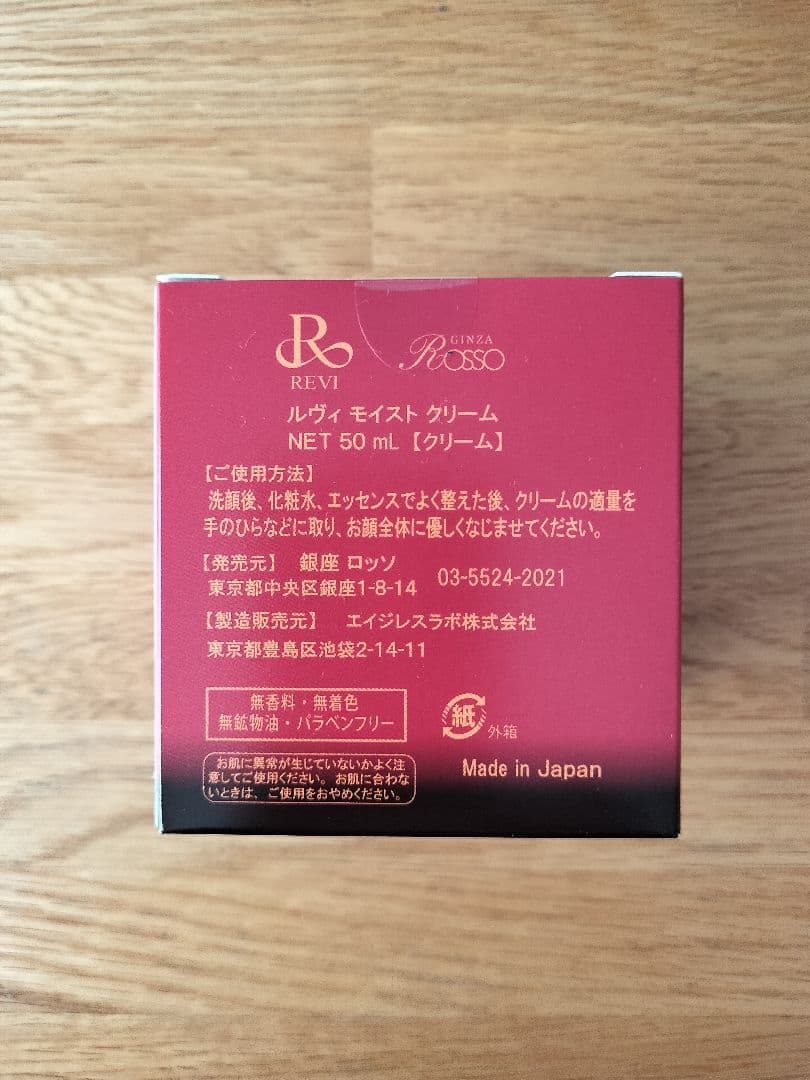 R
REVI
GINZA
ROSSO
ルヴィ モイスト クリーム
NET 50 mL 【クリーム】
【ご使用方法】
洗顔後、化粧水、エッセンスでよく整えた後、クリームの適量を
手のひらなどに取り、お顔全体に優しくなじませてください。
【発売元】 銀座 ロッソ
東京都中央区銀座1-8-14 03-5524-2021
【製造販売元】 エイジレスラボ株式会社
東京都豊島区池袋2-14-11
無香料・無着色
無鉱物油・パラベンフリー
紙 外箱
お肌に異常が生じていないかよく注
意してご使用ください。お肌に合わな
いときは、ご使用をおやめください。
Made in Japan